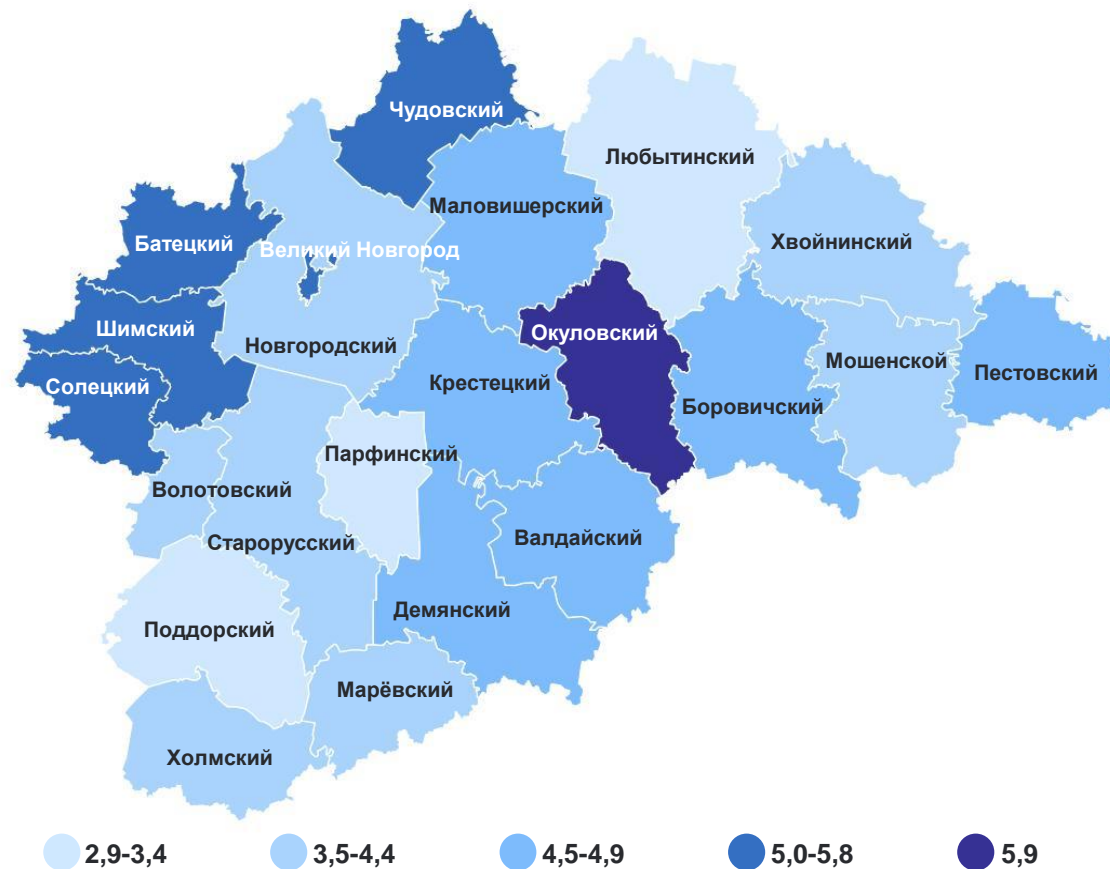 Чудовский
Любытинский
Маловишерский
Батецкий
Великий Новгород
Хвойнинский
Шимский
Окуловский
Новгородский
Мошенской
Пестовский
Солецкий
Крестецкий
Боровичский
Парфинский
Волотовский
Валдайский
Старорусский
Демянский
Поддорский
Марёвский
Холмский
2,9-3,4
3,5-4,4
4,5-4,9
5,0-5,8
5,9